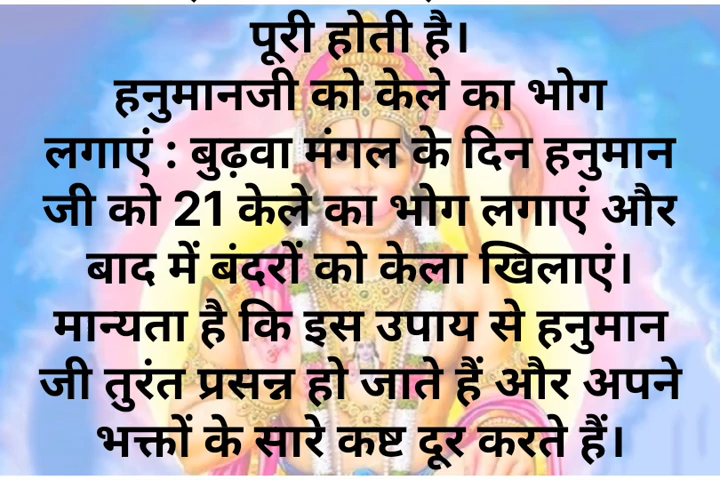 पूरी होती है।
हनुमानजी को केले का भोग
लगाएं : बुढ़वा मंगल के दिन हनुमान
जी को 21 केले का भोग लगाएं और
बाद में बंदरों को केला खिलाएं।
मान्यता है कि इस उपाय से हनुमान
जी तुरंत प्रसन्न हो जाते हैं और अपने
भक्तों के सारे कष्ट दूर करते हैं।